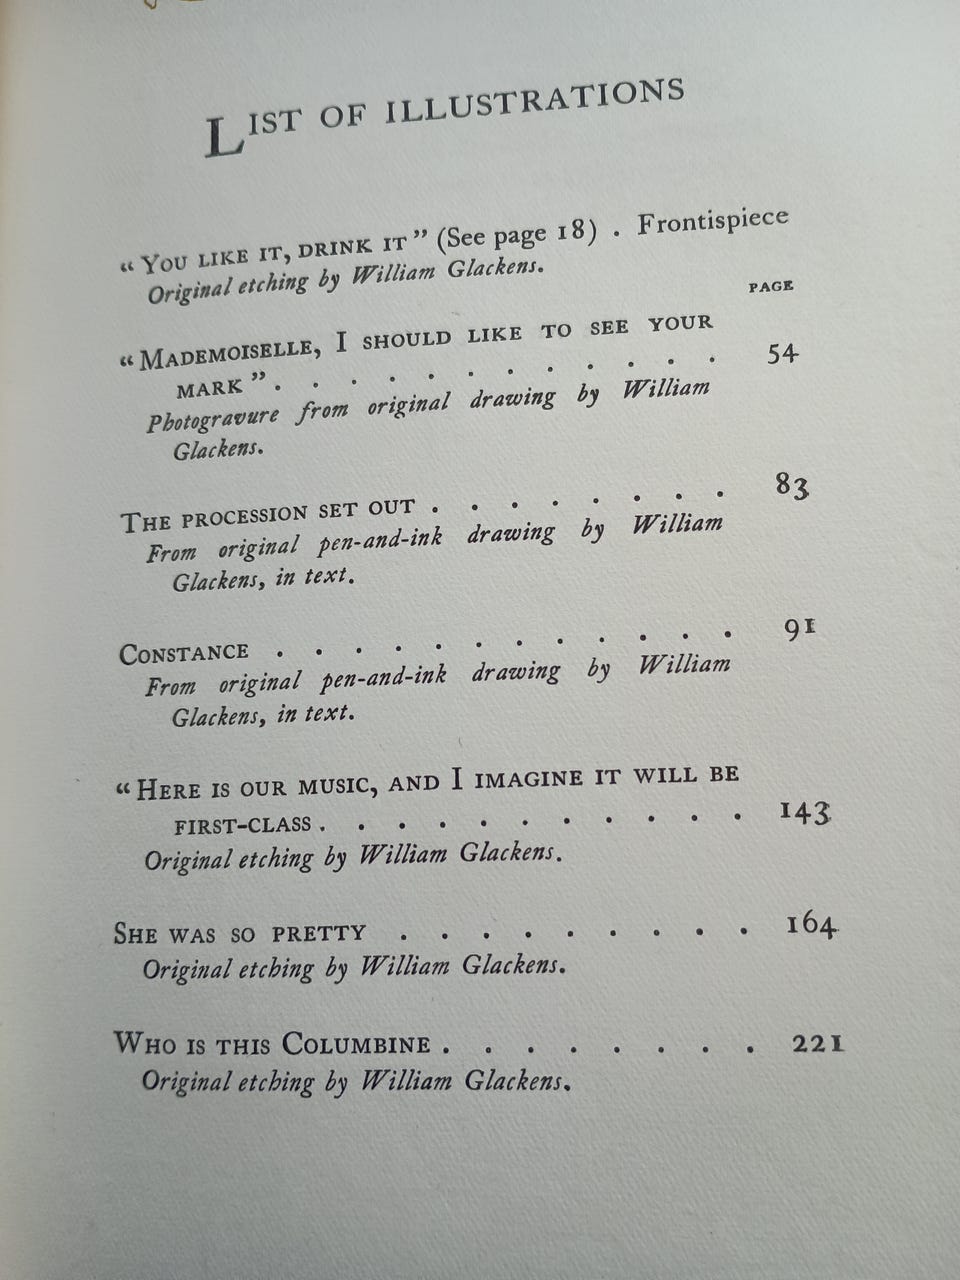 LIST OF ILLUSTRATIONS
“YOU LIKE IT, DRINK IT” (See page 18) . Frontispiece
Original etching by William Glackens.
PAGE
“MADEMOISELLE, I SHOULD LIKE TO SEE YOUR
MARK” . . . . . . . . . . . . 54
Photogravure from original drawing by William
Glackens.
THE PROCESSION SET OUT . . . . . . . . 83
From original pen-and-ink drawing by William
Glackens, in text.
CONSTANCE . . . . . . . . . . . . 91
From original pen-and-ink drawing by William
Glackens, in text.
“HERE IS OUR MUSIC, AND I IMAGINE IT WILL BE
FIRST-CLASS . . . . . . . . . . . 143
Original etching by William Glackens.
SHE WAS SO PRETTY . . . . . . . . . 164
Original etching by William Glackens.
WHO IS THIS COLUMBINE . . . . . . . . 221
Original etching by William Glackens.